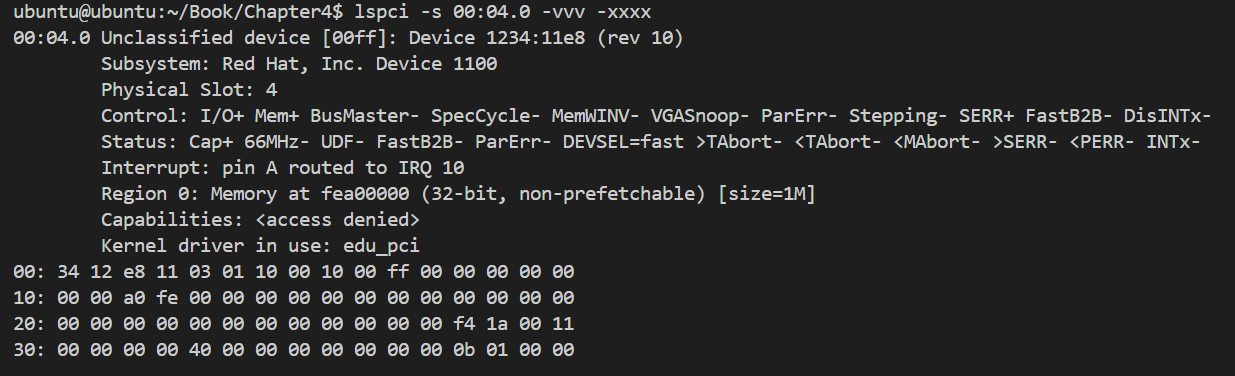 ubuntu@ubuntu:~/Book/Chapter4$ lspci -s 00:04.0 -vvv -xxxx
00:04.0 Unclassified device [00ff]: Device 1234:11e8 (rev 10)
        Subsystem: Red Hat, Inc. Device 1100
        Physical Slot: 4
        Control: I/O+ Mem+ BusMaster- SpecCycle- MemWINV- VGASnoop- ParErr- Stepping- SERR+ FastB2B- DisINTx-
        Status: Cap+ 66MHz- UDF- FastB2B- ParErr- DEVSEL=fast >TAbort- <TAbort- <MAbort- >SERR- <PERR- INTx-
        Interrupt: pin A routed to IRQ 10
        Region 0: Memory at fea00000 (32-bit, non-prefetchable) [size=1M]
        Capabilities: <access denied>
        Kernel driver in use: edu_pci
00: 34 12 e8 11 03 01 10 00 10 00 ff 00 00 00 00 00
10: 00 00 a0 fe 00 00 00 00 00 00 00 00 00 00 00 00
20: 00 00 00 00 00 00 00 00 00 00 00 00 f4 1a 00 11
30: 00 00 00 00 40 00 00 00 00 00 00 00 0b 01 00 00